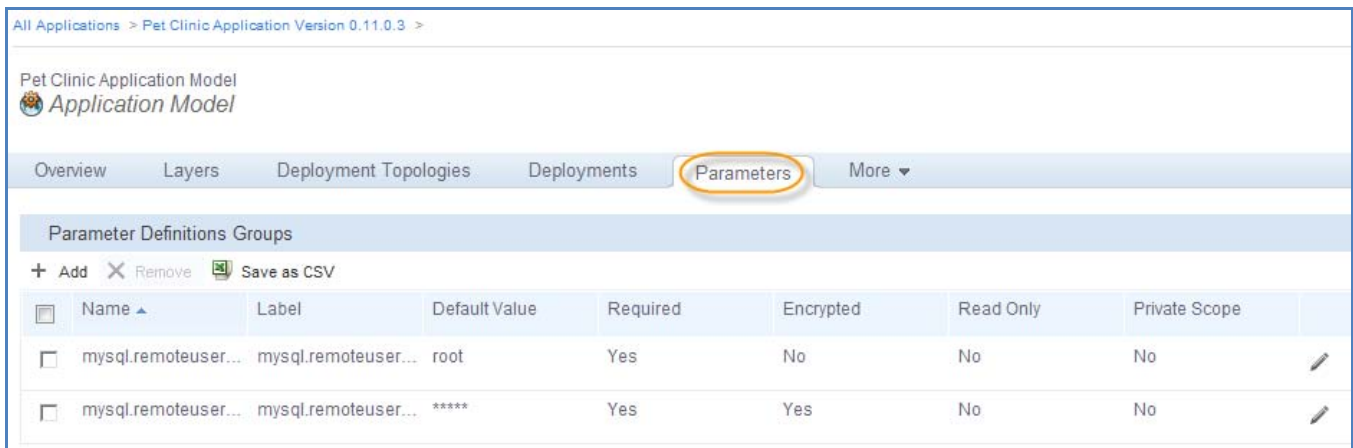 All Applications > Pet Clinic Application Version 0.11.0.3 >
Pet Clinic Application Model
Application Model
Overview Layers Deployment Topologies Deployments Parameters More
Parameter Definitions Groups
+ Add Remove Save as CSV
Name Label Default Value Required Encrypted Read Only Private Scope
mysql.remoteuser... mysql.remoteuser... root Yes No No No
mysql.remoteuser... mysql.remoteuser... ***** Yes Yes No No